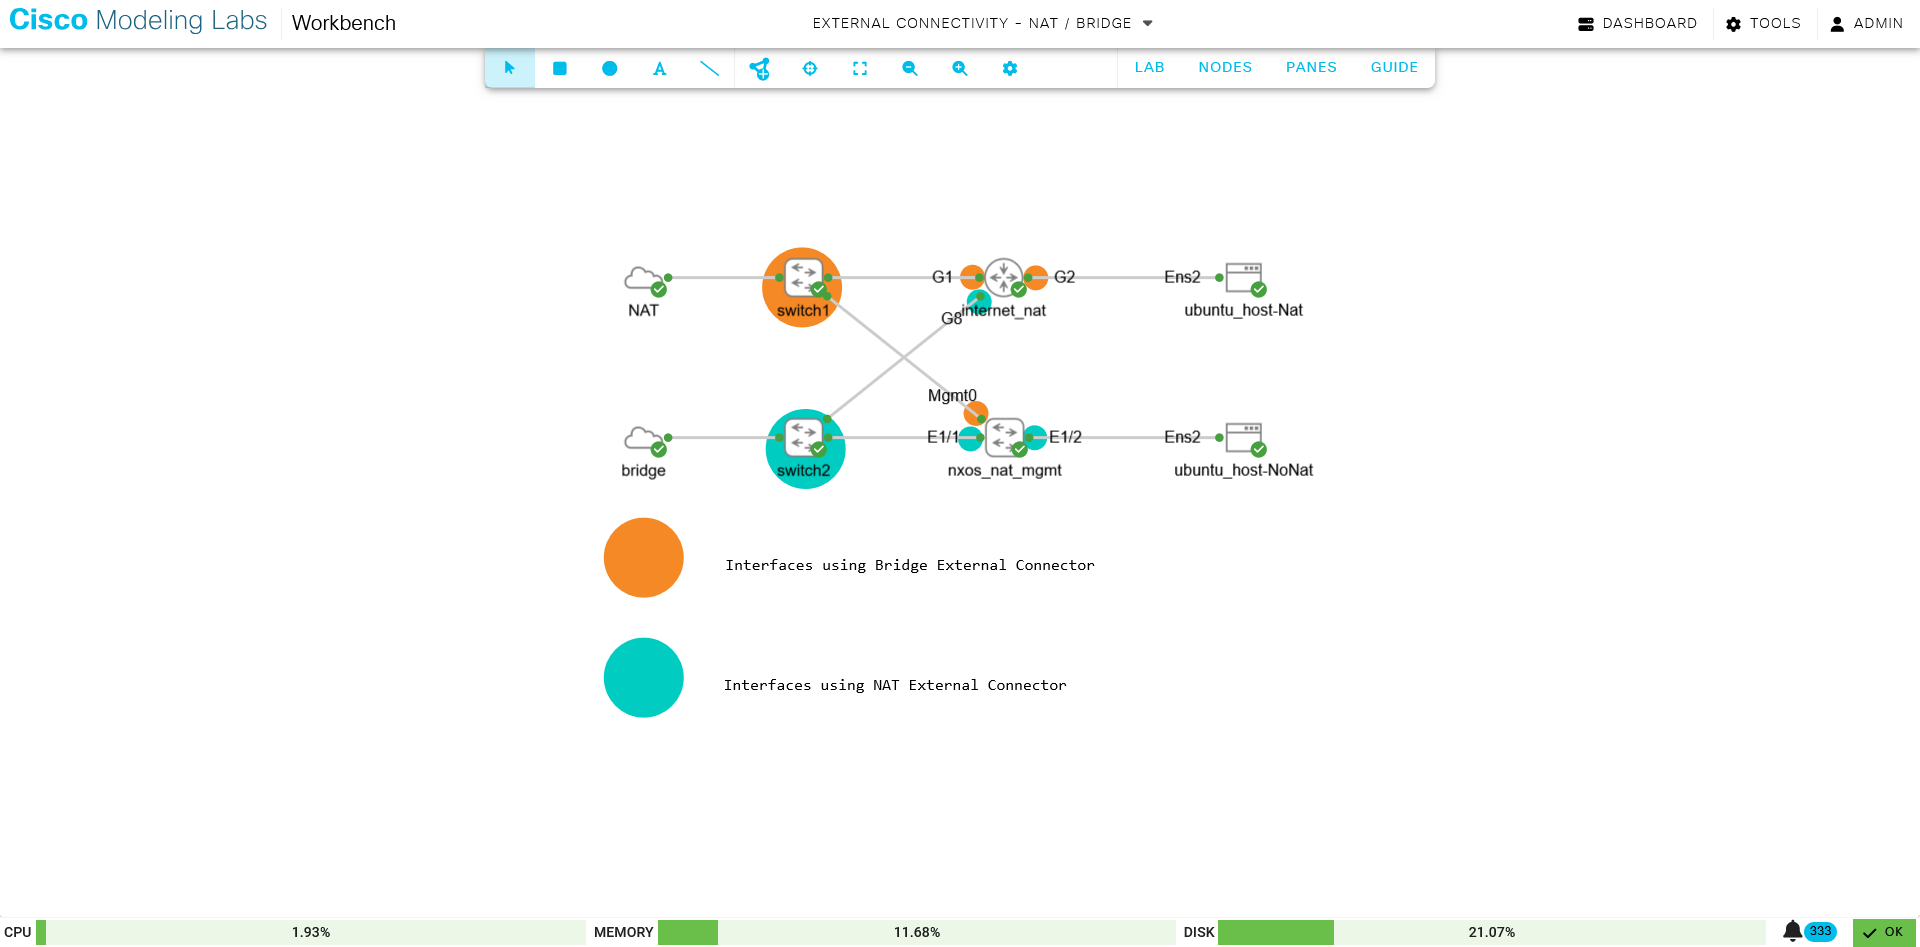 Cisco Modeling Labs Workbench EXTERNAL CONNECTIVITY - NAT / BRIDGE DASHBOARD TOOLS ADMIN
A LAB NODES PANES GUIDE
G1 G2 Ens2
NAT switch1 internet_nat ubuntu_host-Nat
G8
Mgmt0
E1/1 E1/2 Ens2
bridge switch2 nxos_nat_mgmt ubuntu_host-NoNat
Interfaces using Bridge External Connector
Interfaces using NAT External Connector
CPU 1.93% MEMORY 11.68% DISK 21.07% 333 OK